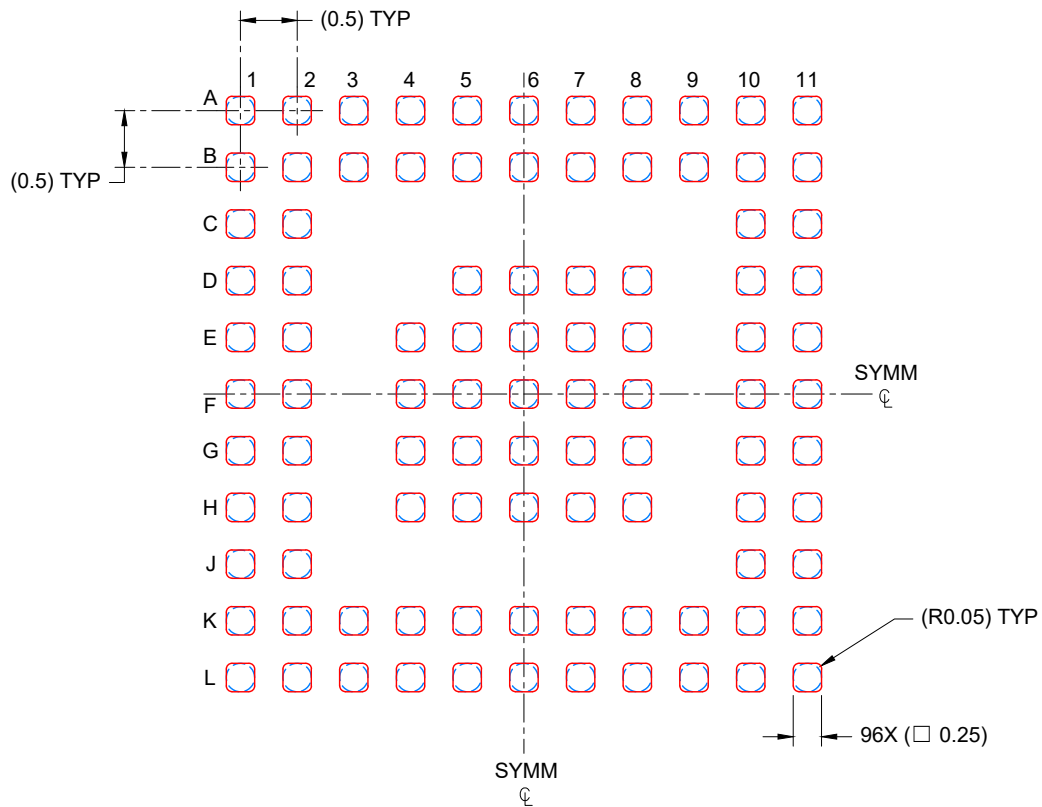 (0.5) TYP
1 2 3 4 5 6 7 8 9 10 11
A
B
(0.5) TYP
C
D
E
SYMM
℄
F
G
H
J
K
(R0.05) TYP
L
96X (□ 0.25)
SYMM
℄